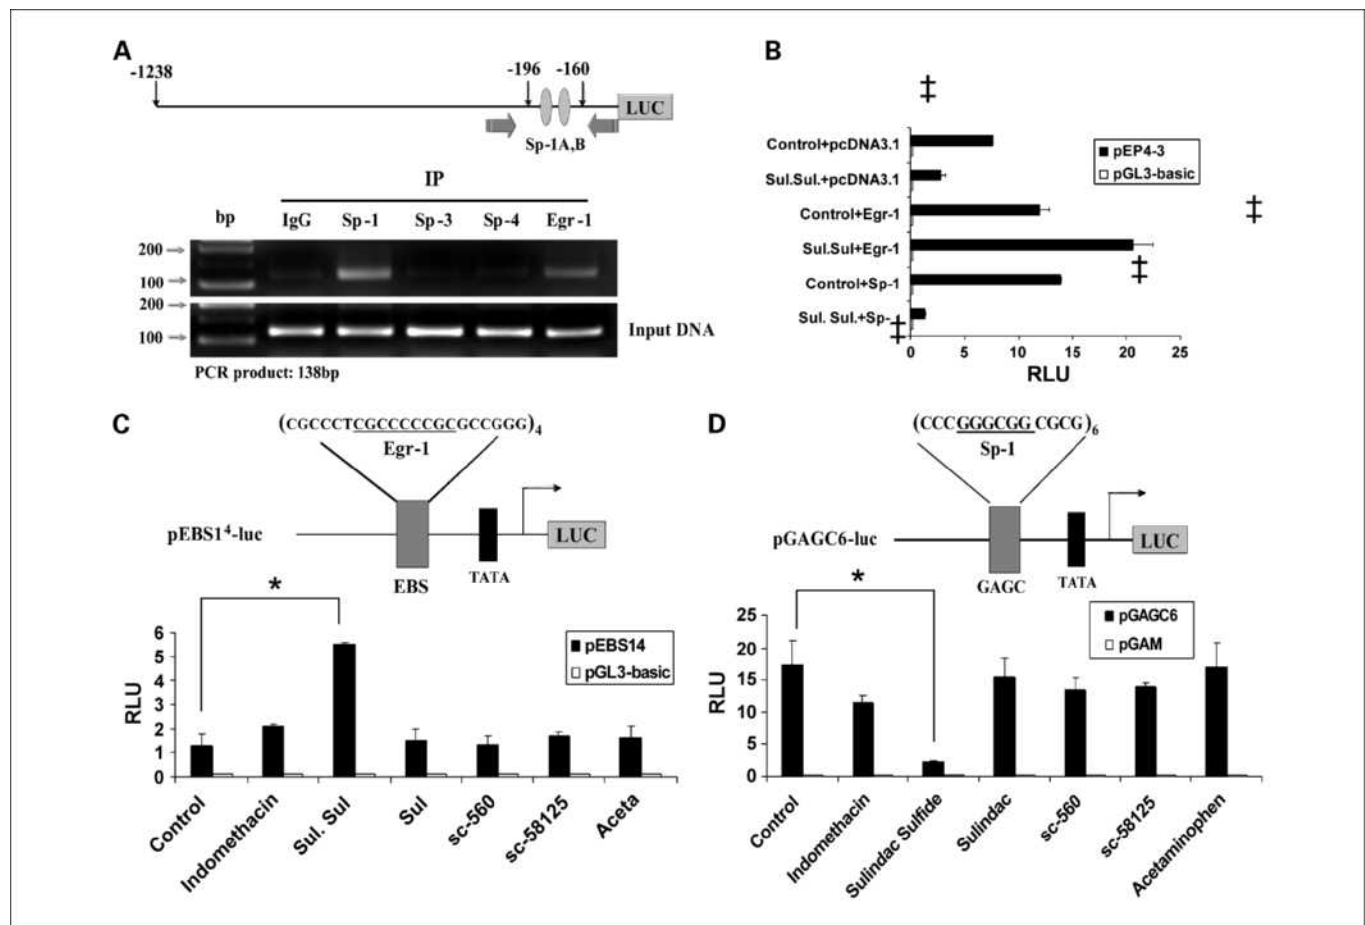 A
-1238
-196
-160
LUC
Sp-1A,B
IP
bp
IgG Sp-1 Sp-3 Sp-4 Egr-1
200
100
200
100
Input DNA
PCR product: 138bp
B
‡
Control+pcDNA3.1
Sul.Sul.+pcDNA3.1
Control+Egr-1
Sul.Sul+Egr-1
Control+Sp-1
Sul. Sul.+Sp-
‡
‡
‡
pEP4-3
pGL3-basic
0 5 10 15 20 25
RLU
C
(CGCCCTCGCCCCCGCGCCGGG)4
Egr-1
pEBS1⁴-luc
EBS
TATA
LUC
*
RLU
6
5
4
3
2
1
0
pEBS14
pGL3-basic
Control
Indomethacin
Sul. Sul
Sul
sc-560
sc-58125
Aceta
D
(CCCGGGCGG CGCG)6
Sp-1
pGAGC6-luc
GAGC
TATA
LUC
*
RLU
25
20
15
10
5
0
pGAGC6
pGAM
Control
Indomethacin
Sulindac Sulfide
Sulindac
sc-560
sc-58125
Acetaminophen